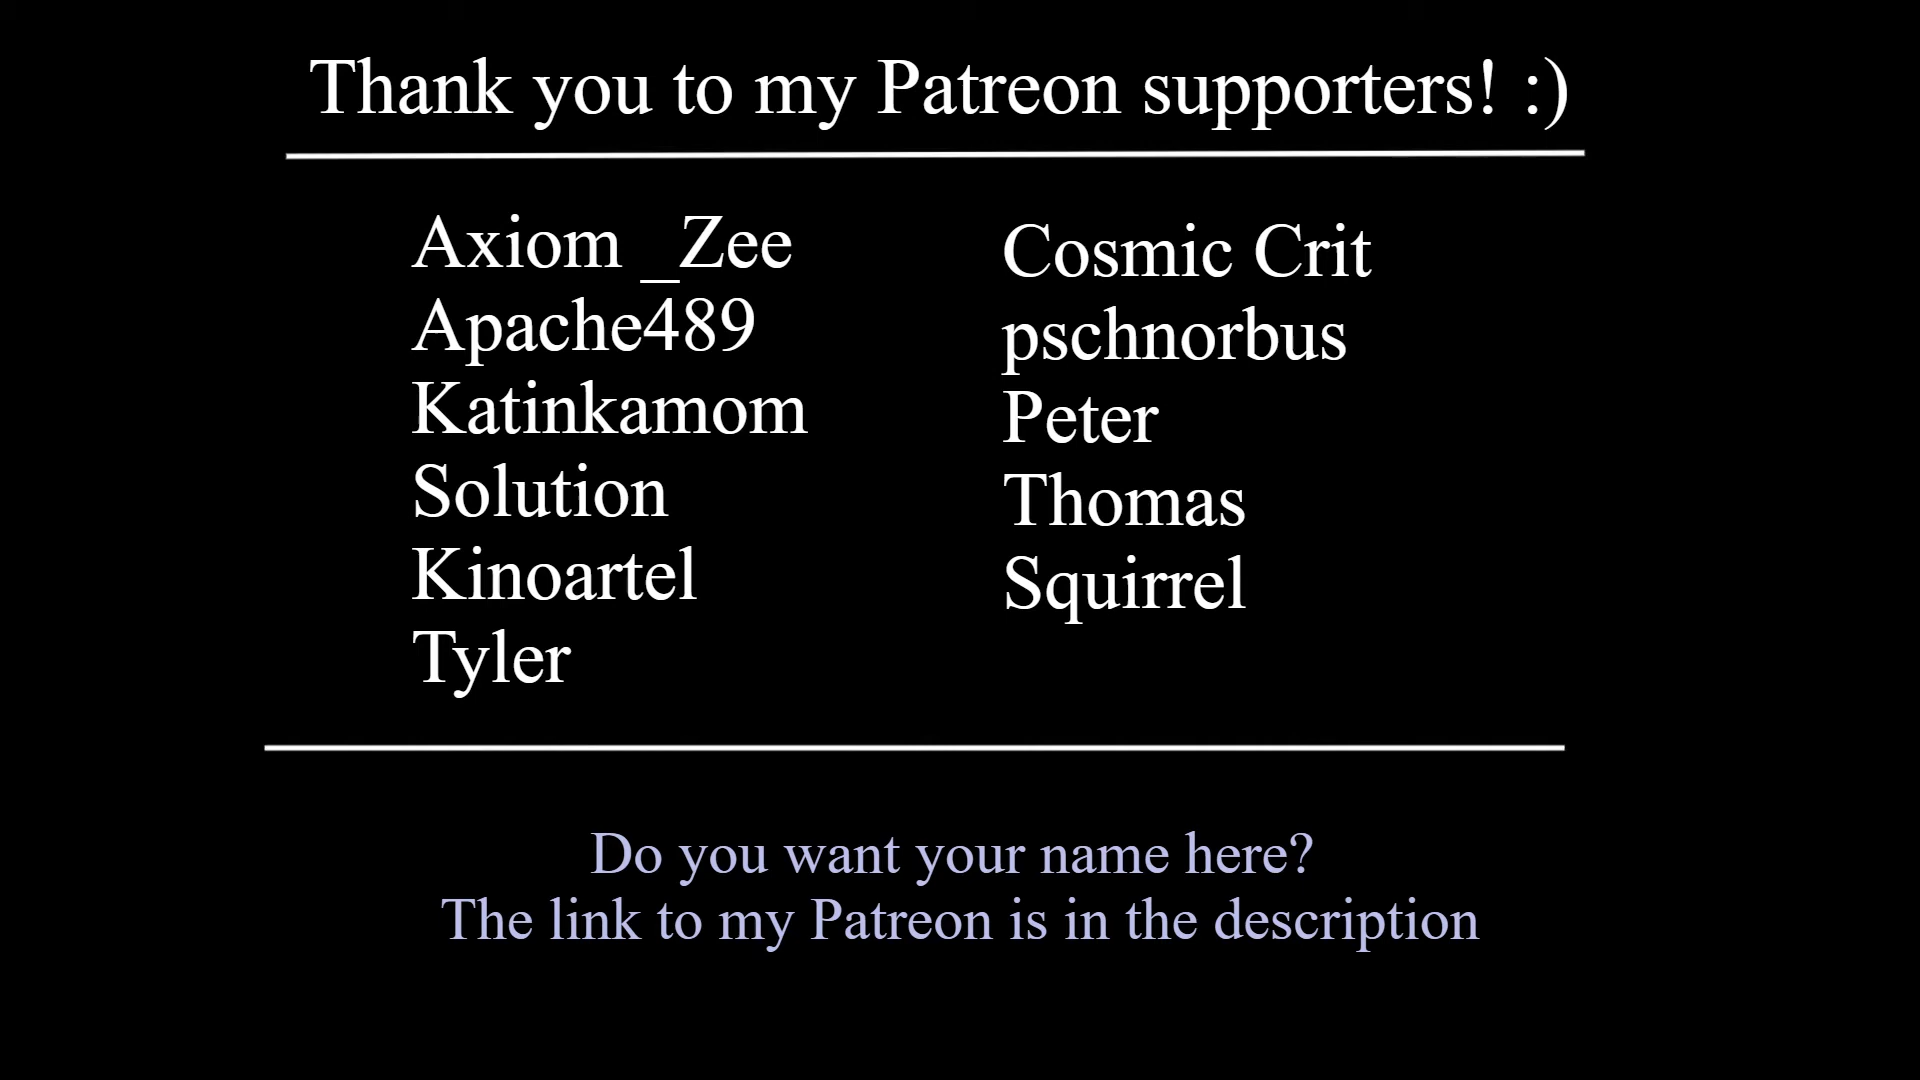 Thank you to my Patreon supporters! :)
Axiom _Zee
Apache489
Katinkamom
Solution
Kinoartel
Tyler
Cosmic Crit
pschnorbus
Peter
Thomas
Squirrel
Do you want your name here?
The link to my Patreon is in the description